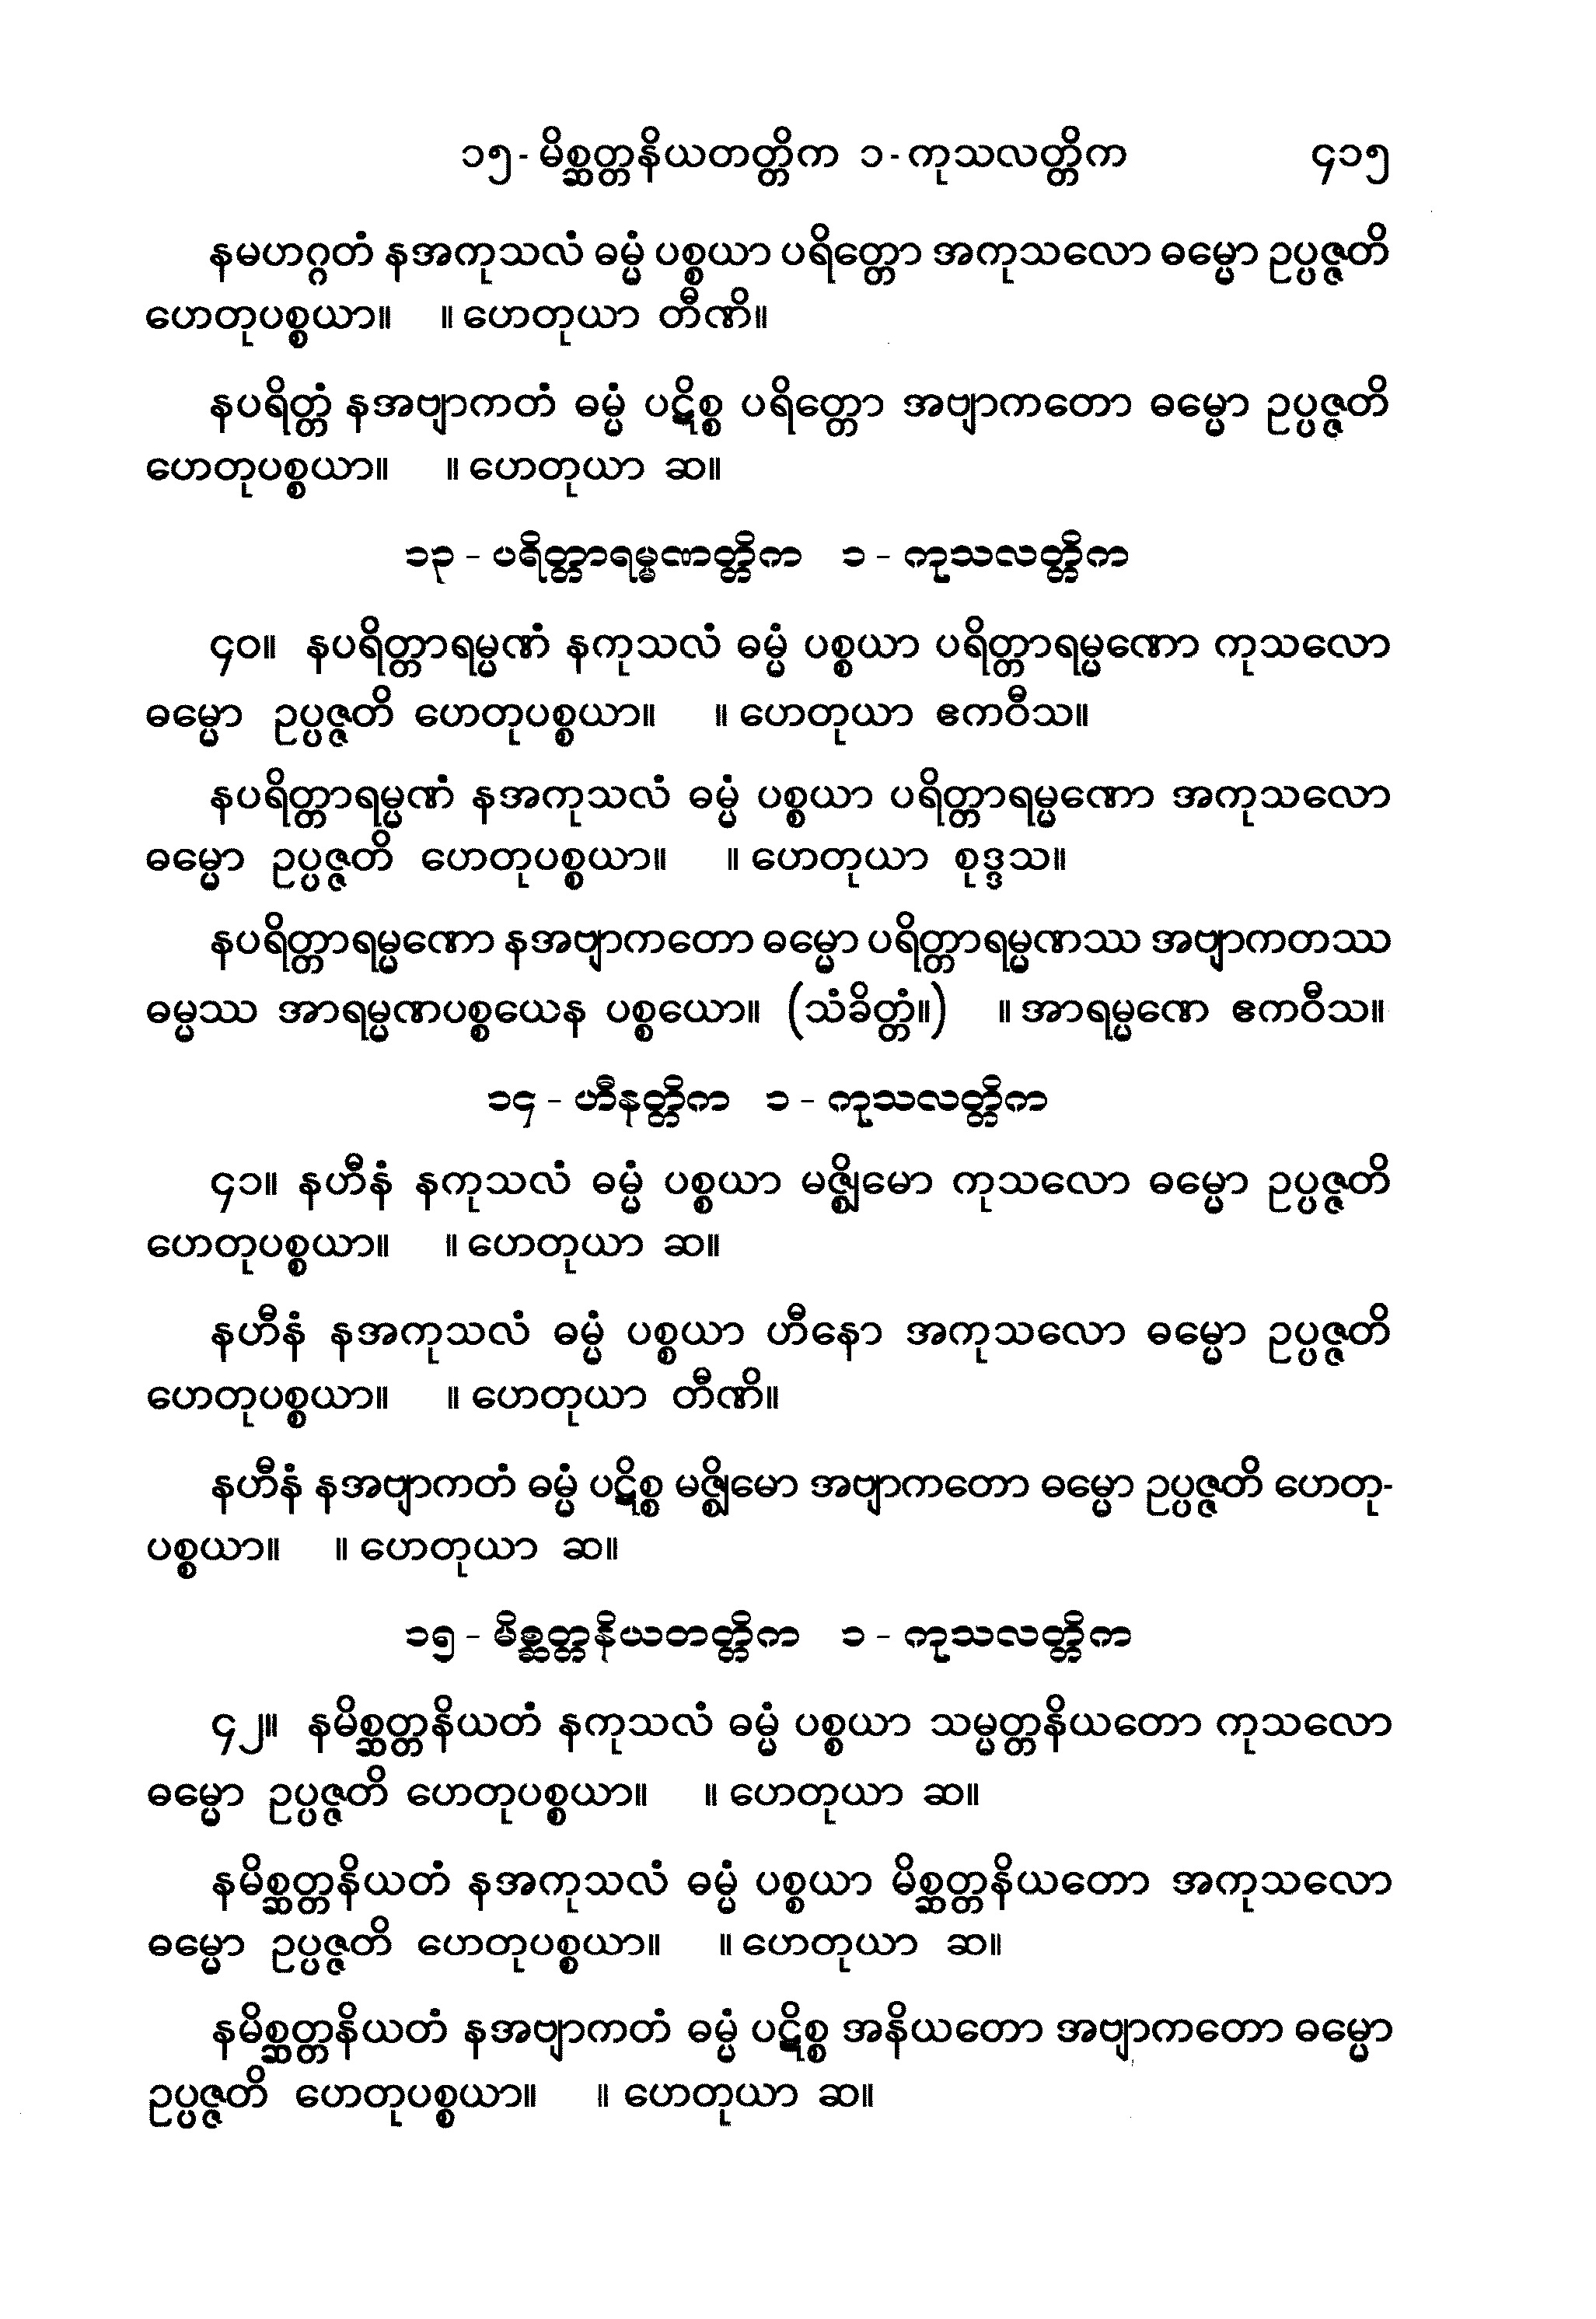 ၁၅-မိစ္ဆတ္တနိယတတ္တိက ၁-ကုသလတ္တိက ၄၁၅
နမဟဂ္ဂတံ နအကုသလံ ဓမ္မံ ပစ္စယာ ပရိတ္တော အကုသလော ဓမ္မော ဥပ္ပဇ္ဇတိ
ဟေတုပစ္စယာ။ ။ ဟေတုယာ တီဏိ။
နပရိတ္တံ နအဗျာကတံ ဓမ္မံ ပဋိစ္စ ပရိတ္တော အဗျာကတော ဓမ္မော ဥပ္ပဇ္ဇတိ
ဟေတုပစ္စယာ။ ။ ဟေတုယာ ဆ။
၁၃ - ပရိတ္တာရမ္မဏတ္တိက ၁ - ကုသလတ္တိက
၄၀။ နပရိတ္တာရမ္မဏံ နကုသလံ ဓမ္မံ ပစ္စယာ ပရိတ္တာရမ္မဏော ကုသလော
ဓမ္မော ဥပ္ပဇ္ဇတိ ဟေတုပစ္စယာ။ ။ ဟေတုယာ ဧကဝီသ။
နပရိတ္တာရမ္မဏံ နအကုသလံ ဓမ္မံ ပစ္စယာ ပရိတ္တာရမ္မဏော အကုသလော
ဓမ္မော ဥပ္ပဇ္ဇတိ ဟေတုပစ္စယာ။ ။ ဟေတုယာ စုဒ္ဒသ။
နပရိတ္တာရမ္မဏော နအဗျာကတော ဓမ္မော ပရိတ္တာရမ္မဏဿ အဗျာကတဿ
ဓမ္မဿ အာရမ္မဏပစ္စယေန ပစ္စယော။ (သံခိတ္တံ။) ။ အာရမ္မဏေ ဧကဝီသ။
၁၄ - ဟီနတ္တိက ၁ - ကုသလတ္တိက
၄၁။ နဟီနံ နကုသလံ ဓမ္မံ ပစ္စယာ မဇ္ဈိမော ကုသလော ဓမ္မော ဥပ္ပဇ္ဇတိ
ဟေတုပစ္စယာ။ ။ ဟေတုယာ ဆ။
နဟီနံ နအကုသလံ ဓမ္မံ ပစ္စယာ ဟီနော အကုသလော ဓမ္မော ဥပ္ပဇ္ဇတိ
ဟေတုပစ္စယာ။ ။ ဟေတုယာ တီဏိ။
နဟီနံ နအဗျာကတံ ဓမ္မံ ပဋိစ္စ မဇ္ဈိမော အဗျာကတော ဓမ္မော ဥပ္ပဇ္ဇတိ ဟေတု-
ပစ္စယာ။ ။ ဟေတုယာ ဆ။
၁၅ - မိစ္ဆတ္တနိယတတ္တိက ၁ - ကုသလတ္တိက
၄၂။ နမိစ္ဆတ္တနိယတံ နကုသလံ ဓမ္မံ ပစ္စယာ သမ္မတ္တနိယတော ကုသလော
ဓမ္မော ဥပ္ပဇ္ဇတိ ဟေတုပစ္စယာ။ ။ ဟေတုယာ ဆ။
နမိစ္ဆတ္တနိယတံ နအကုသလံ ဓမ္မံ ပစ္စယာ မိစ္ဆတ္တနိယတော အကုသလော
ဓမ္မော ဥပ္ပဇ္ဇတိ ဟေတုပစ္စယာ။ ။ ဟေတုယာ ဆ။
နမိစ္ဆတ္တနိယတံ နအဗျာကတံ ဓမ္မံ ပဋိစ္စ အနိယတော အဗျာကတော ဓမ္မော
ဥပ္ပဇ္ဇတိ ဟေတုပစ္စယာ။ ။ ဟေတုယာ ဆ။